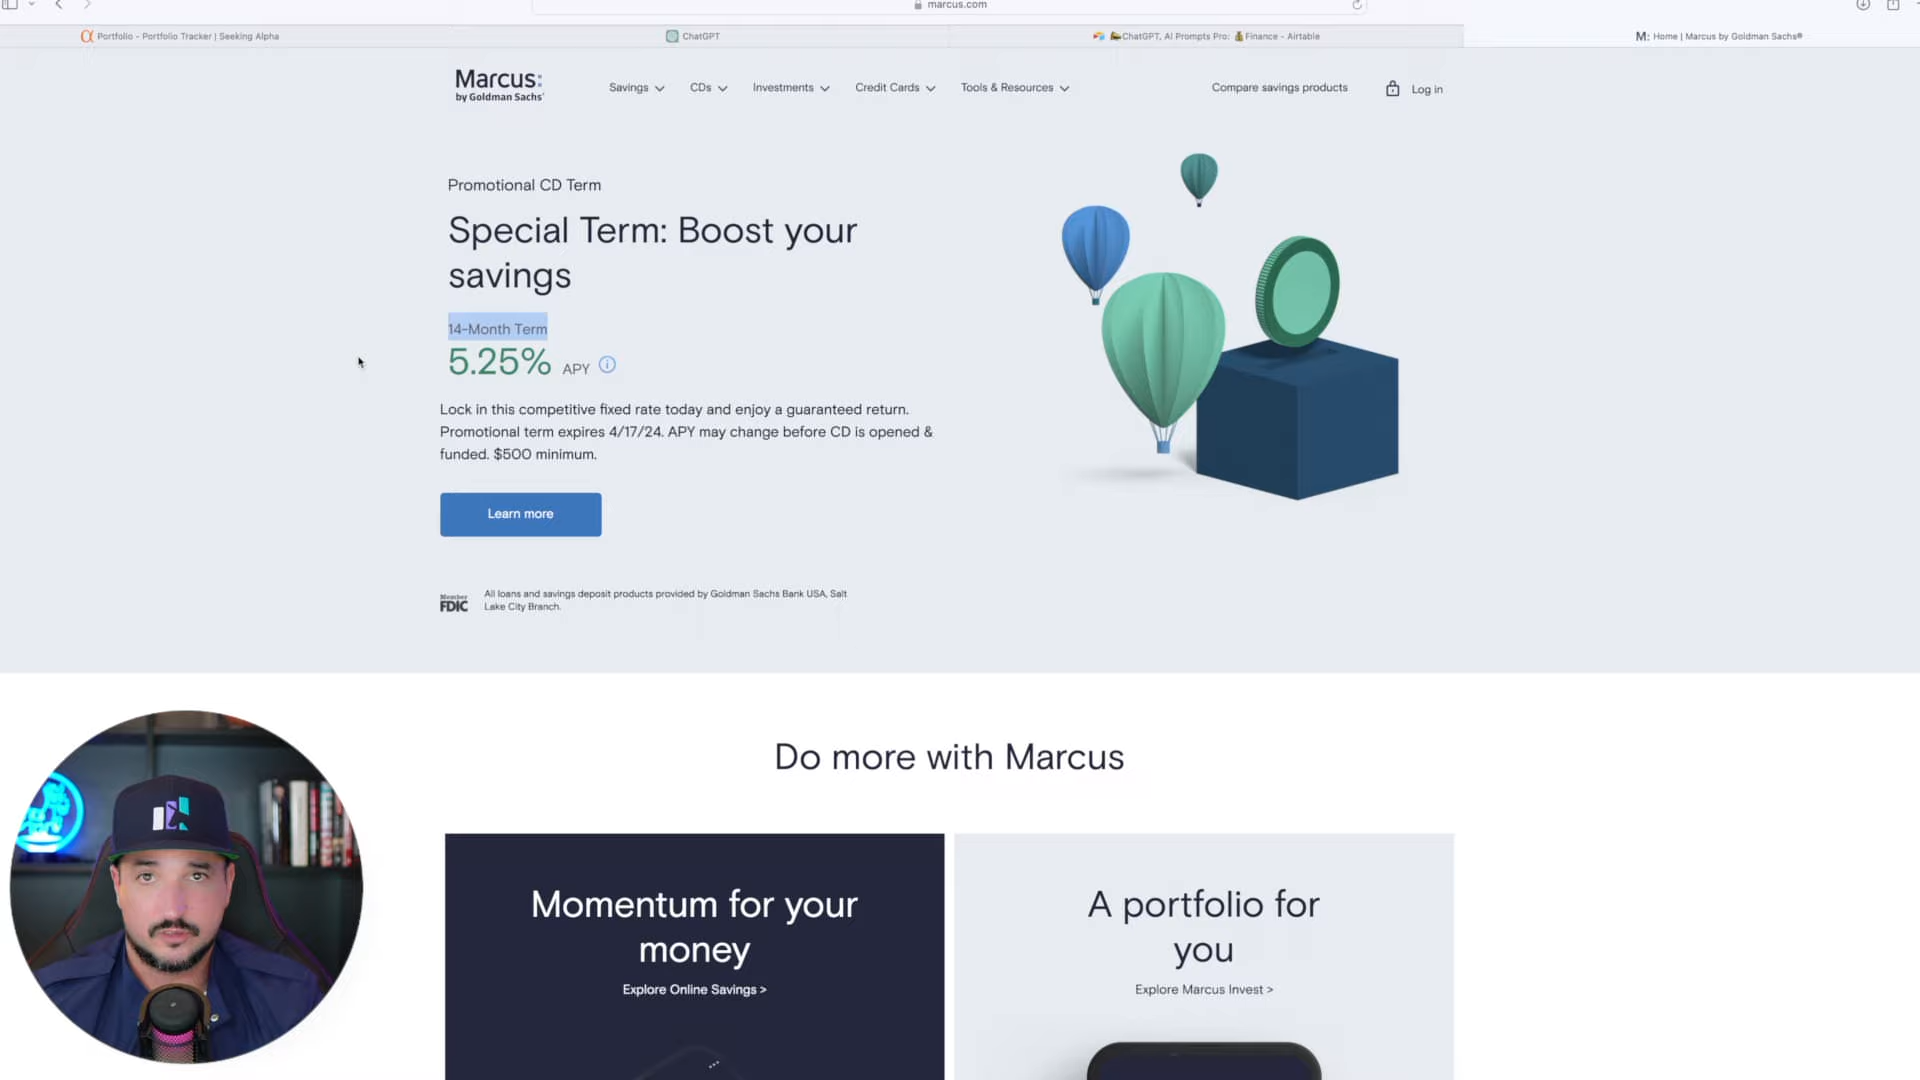 marcus.com
Portfolio - Portfolio Tracker | Seeking Alpha
ChatGPT
ChatGPT, AI Prompts Pro: 💰Finance - Airtable
M: Home | Marcus by Goldman Sachs®
Marcus:
by Goldman Sachs®
Savings
CDs
Investments
Credit Cards
Tools & Resources
Compare savings products
Log in
Promotional CD Term
Special Term: Boost your
savings
14-Month Term
5.25% APY
Lock in this competitive fixed rate today and enjoy a guaranteed return.
Promotional term expires 4/17/24. APY may change before CD is opened &
funded. $500 minimum.
Learn more
Member
FDIC
All loans and savings deposit products provided by Goldman Sachs Bank USA, Salt
Lake City Branch.
Do more with Marcus
Momentum for your
money
Explore Online Savings >
A portfolio for
you
Explore Marcus Invest >